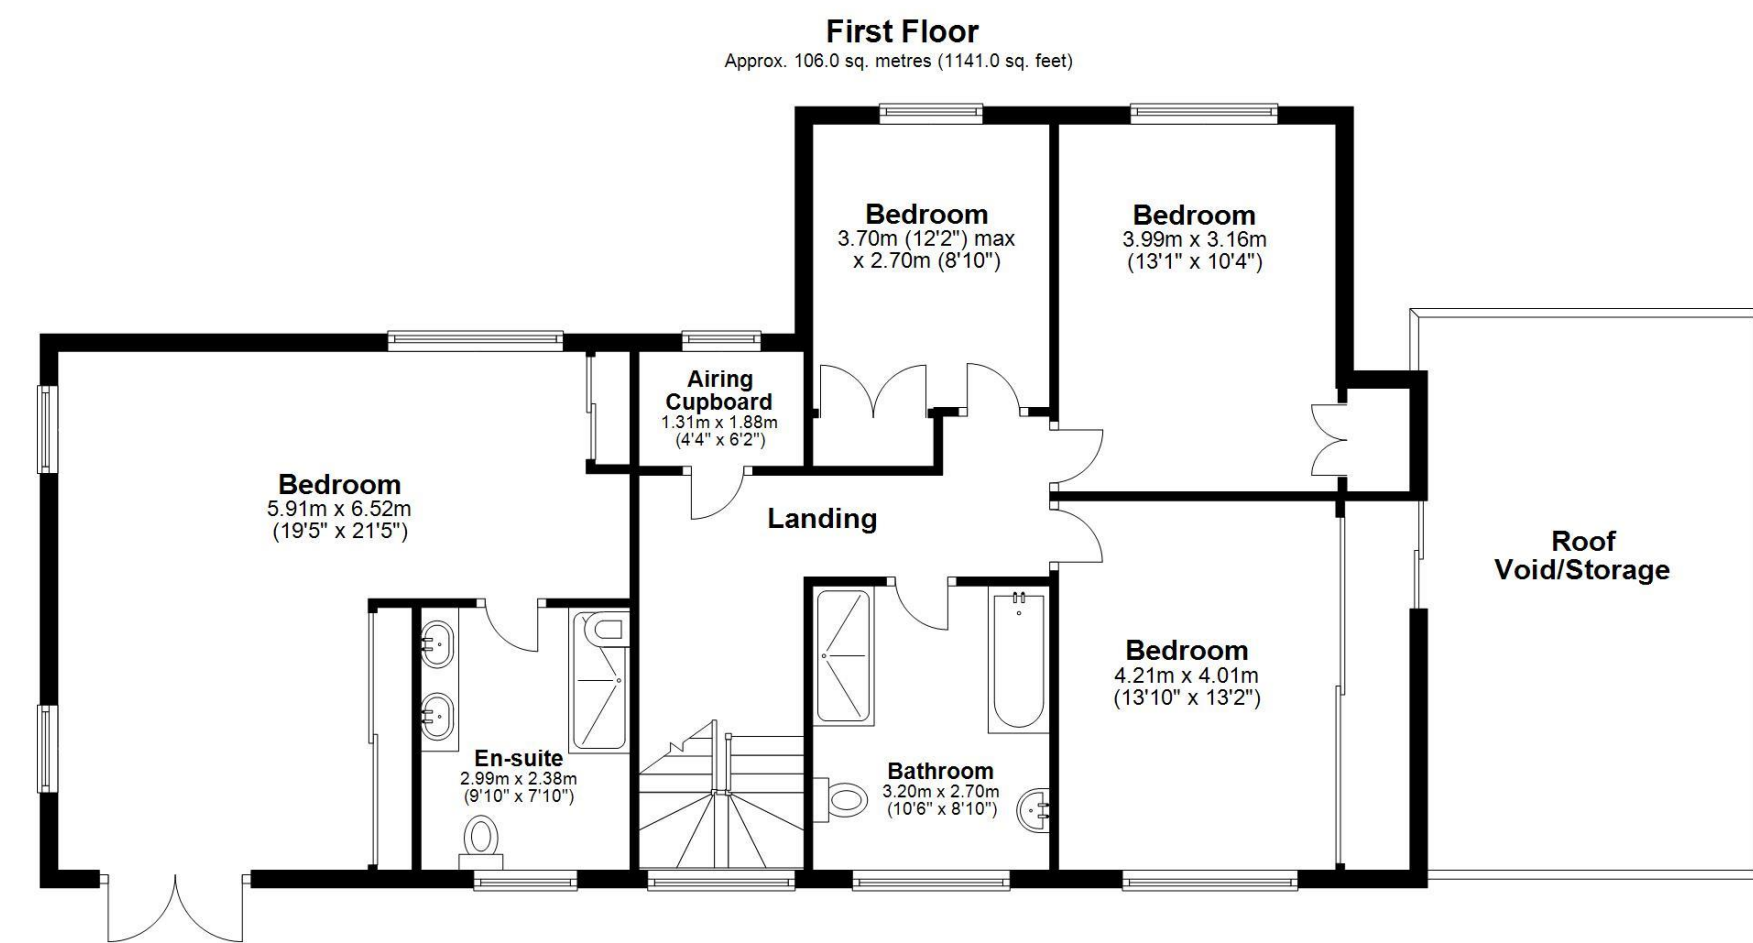 First Floor
Approx. 106.0 sq. metres (1141.0 sq. feet)
Bedroom
3.70m (12'2") max
x 2.70m (8'10")
Bedroom
3.99m x 3.16m
(13'1" x 10'4")
Airing
Cupboard
1.31m x 1.88m
(4'4" x 6'2")
Bedroom
5.91m x 6.52m
(19'5" x 21'5")
Landing
Roof
Void/Storage
Bedroom
4.21m x 4.01m
(13'10" x 13'2")
En-suite
2.99m x 2.38m
(9'10" x 7'10")
Bathroom
3.20m x 2.70m
(10'6" x 8'10")